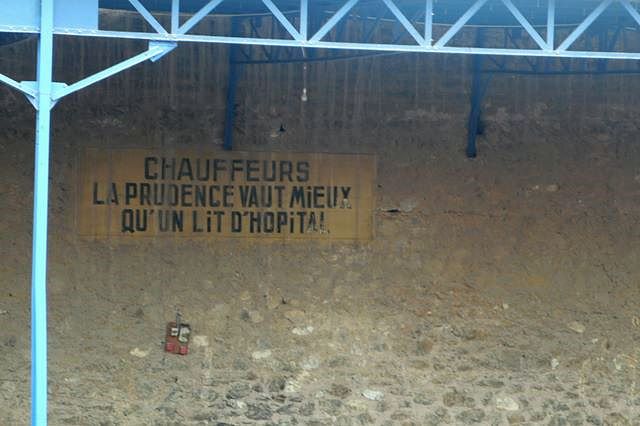 CHAUFFEURS
LA PRUDENCE VAUT MiEUX
QU'UN LiT D'HOPiTAL